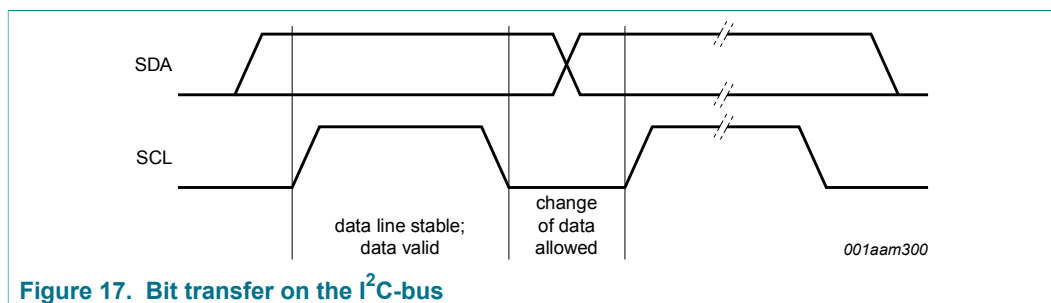 SDA
SCL
data line stable;
data valid
change
of data
allowed
001aam300
Figure 17. Bit transfer on the I²C-bus